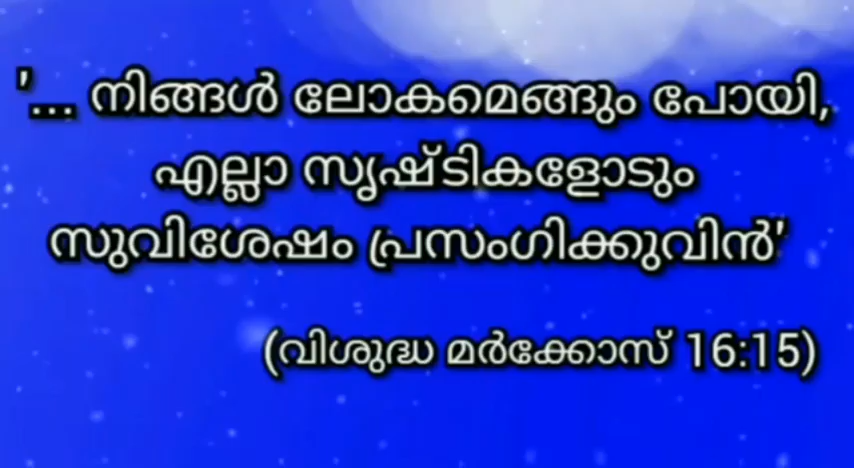 '... നിങ്ങൾ ലോകമെങ്ങും പോയി,
എല്ലാ സൃഷ്ടികളോടും
സുവിശേഷം പ്രസംഗിക്കുവിൻ'
(വിശുദ്ധ മർക്കോസ് 16:15)